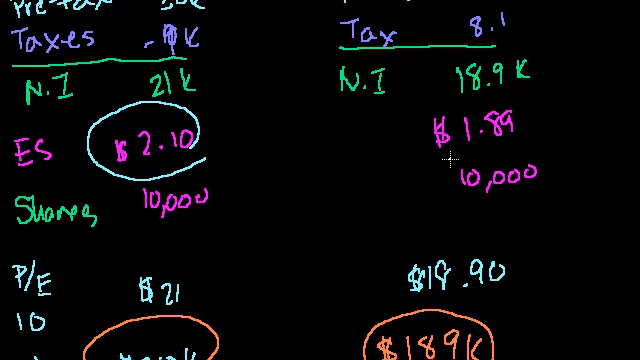 Taxes - 9K
Tax 8.1
N.I 21K
N.I 18.9K
ES $2.10
$1.89
Shares 10,000
10,000
P/E $21
$18.90
10
$189K